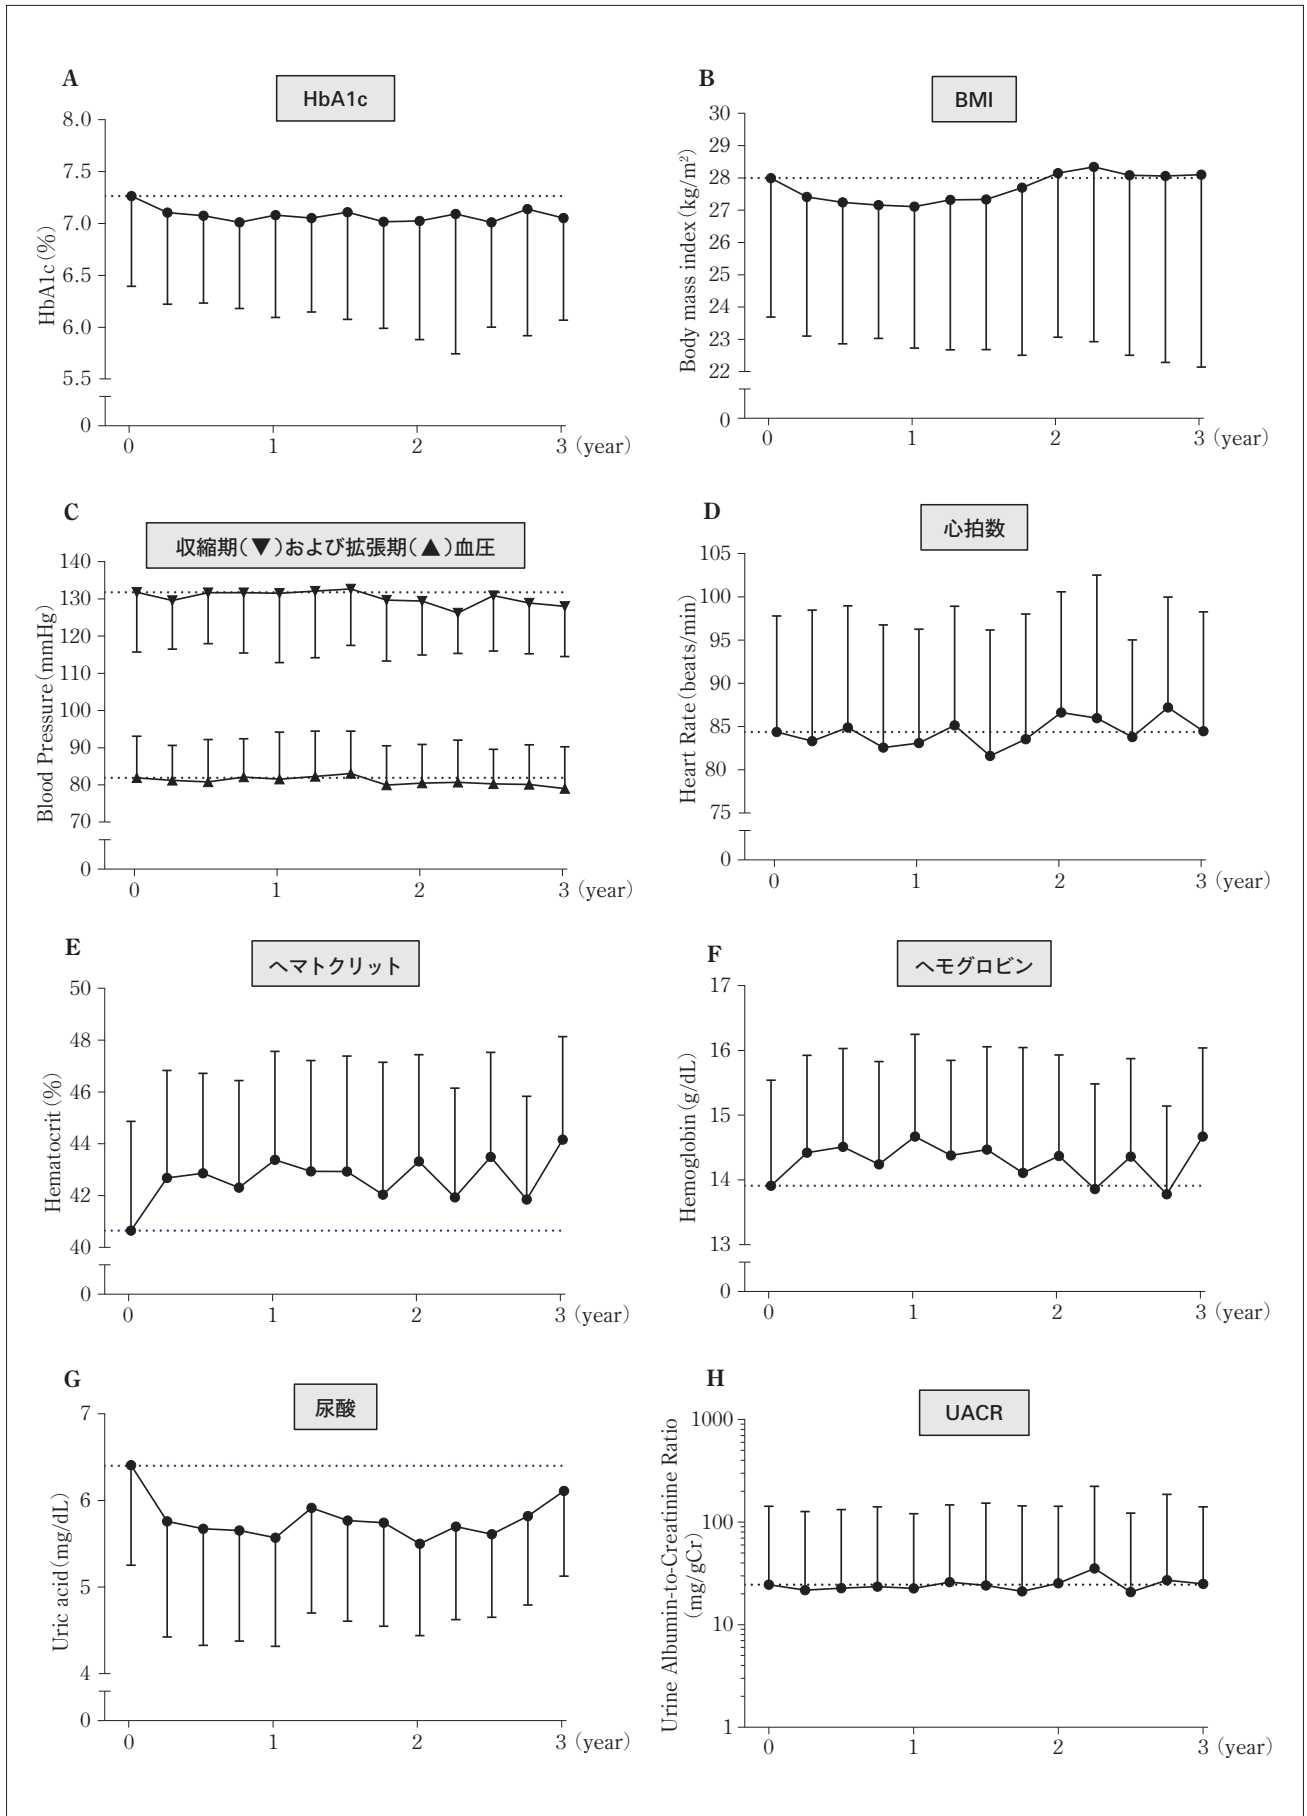 A
HbA1c
HbA1c(%)
8.0
7.5
7.0
6.5
6.0
5.5
0
0 1 2 3 (year)
B
BMI
Body mass index(kg/m²)
30
29
28
27
26
25
24
23
22
0
0 1 2 3 (year)
C
収縮期(▼)および拡張期(▲)血圧
Blood Pressure(mmHg)
140
130
120
110
100
90
80
70
0
0 1 2 3 (year)
D
心拍数
Heart Rate(beats/min)
105
100
95
90
85
80
75
0
0 1 2 3 (year)
E
ヘマトクリット
Hematocrit(%)
50
48
46
44
42
40
0
0 1 2 3 (year)
F
ヘモグロビン
Hemoglobin(g/dL)
17
16
15
14
13
0
0 1 2 3 (year)
G
尿酸
Uric acid(mg/dL)
7
6
5
4
0
0 1 2 3 (year)
H
UACR
Urine Albumin-to-Creatinine Ratio
(mg/gCr)
1000
100
10
1
0 1 2 3 (year)